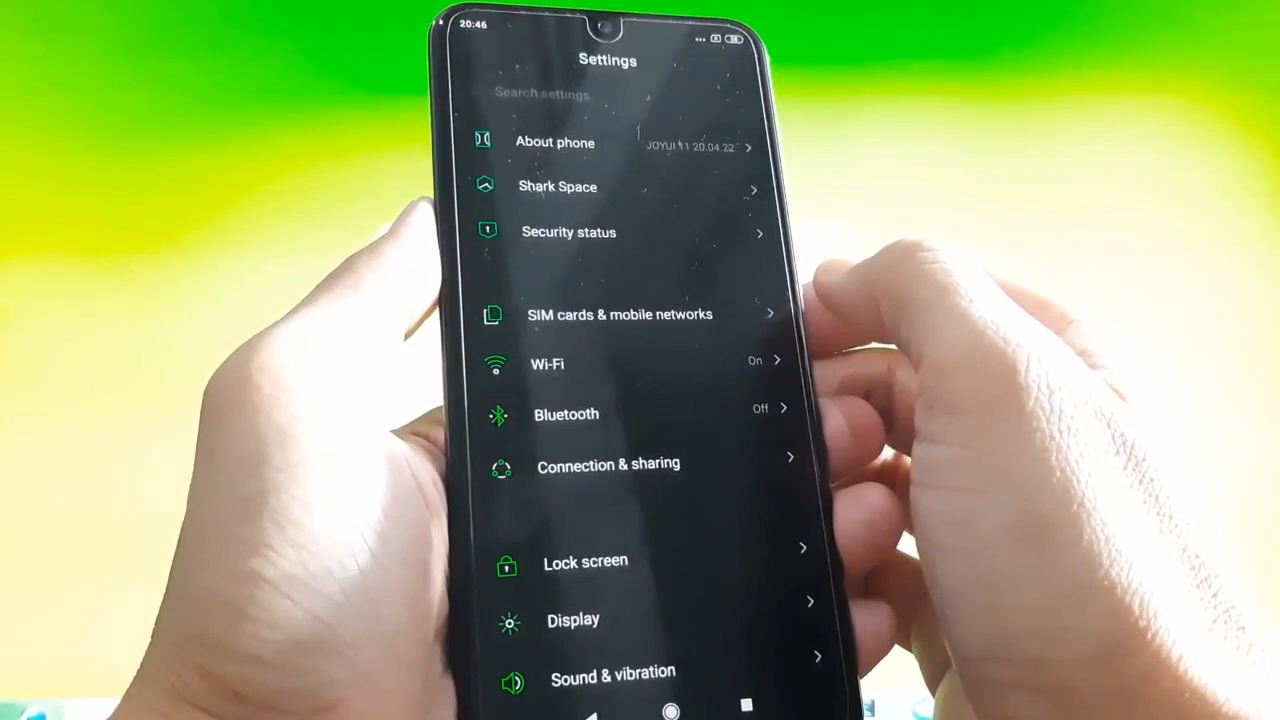 20:46
Settings
Search settings
About phone
JOYUI 11 20.04.22
Shark Space
Security status
SIM cards & mobile networks
Wi-Fi
On
Bluetooth
Off
Connection & sharing
Lock screen
Display
Sound & vibration